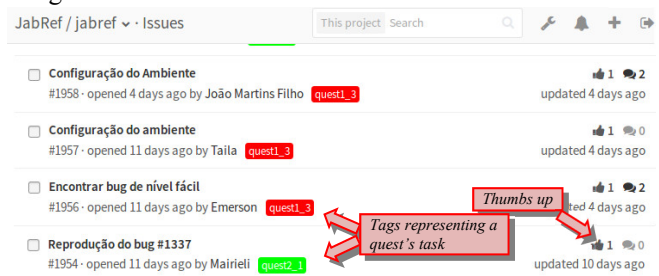 JabRef / jabref · Issues
This project Search
Configuração do Ambiente
1 2
#1958 · opened 4 days ago by João Martins Filho quest1_3
updated 4 days ago
Configuração do ambiente
1 0
#1957 · opened 11 days ago by Taila quest1_3
updated 4 days ago
Encontrar bug de nível fácil
1 2
#1956 · opened 11 days ago by Emerson quest1_3
4 days ago
Thumbs up
Tags representing a
quest's task
Reprodução do bug #1337
1 0
#1954 · opened 11 days ago by Mairieli quest2_1
updated 10 days ago